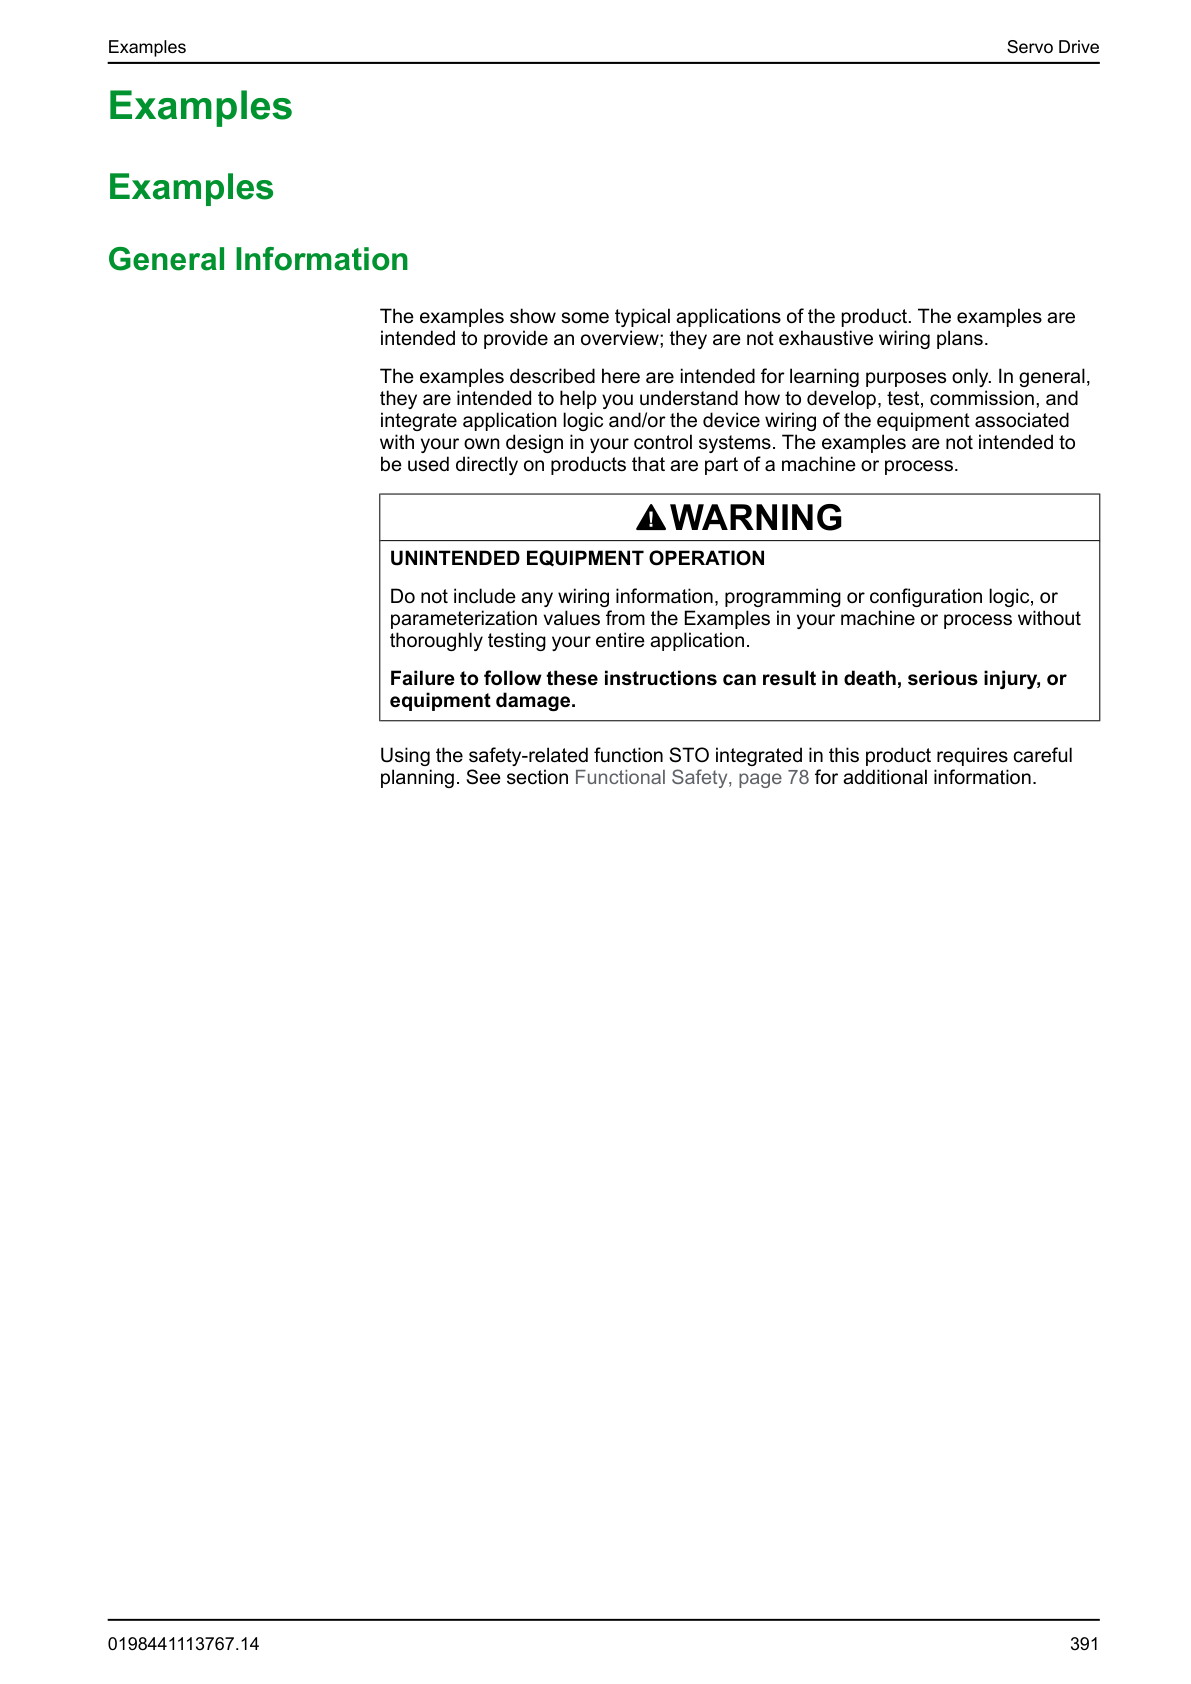 Examples
Servo Drive
Examples
Examples
General Information
The examples show some typical applications of the product. The examples are
intended to provide an overview; they are not exhaustive wiring plans.
The examples described here are intended for learning purposes only. In general,
they are intended to help you understand how to develop, test, commission, and
integrate application logic and/or the device wiring of the equipment associated
with your own design in your control systems. The examples are not intended to
be used directly on products that are part of a machine or process.
WARNING
UNINTENDED EQUIPMENT OPERATION
Do not include any wiring information, programming or configuration logic, or
parameterization values from the Examples in your machine or process without
thoroughly testing your entire application.
Failure to follow these instructions can result in death, serious injury, or
equipment damage.
Using the safety-related function STO integrated in this product requires careful
planning. See section Functional Safety, page 78 for additional information.
0198441113767.14
391